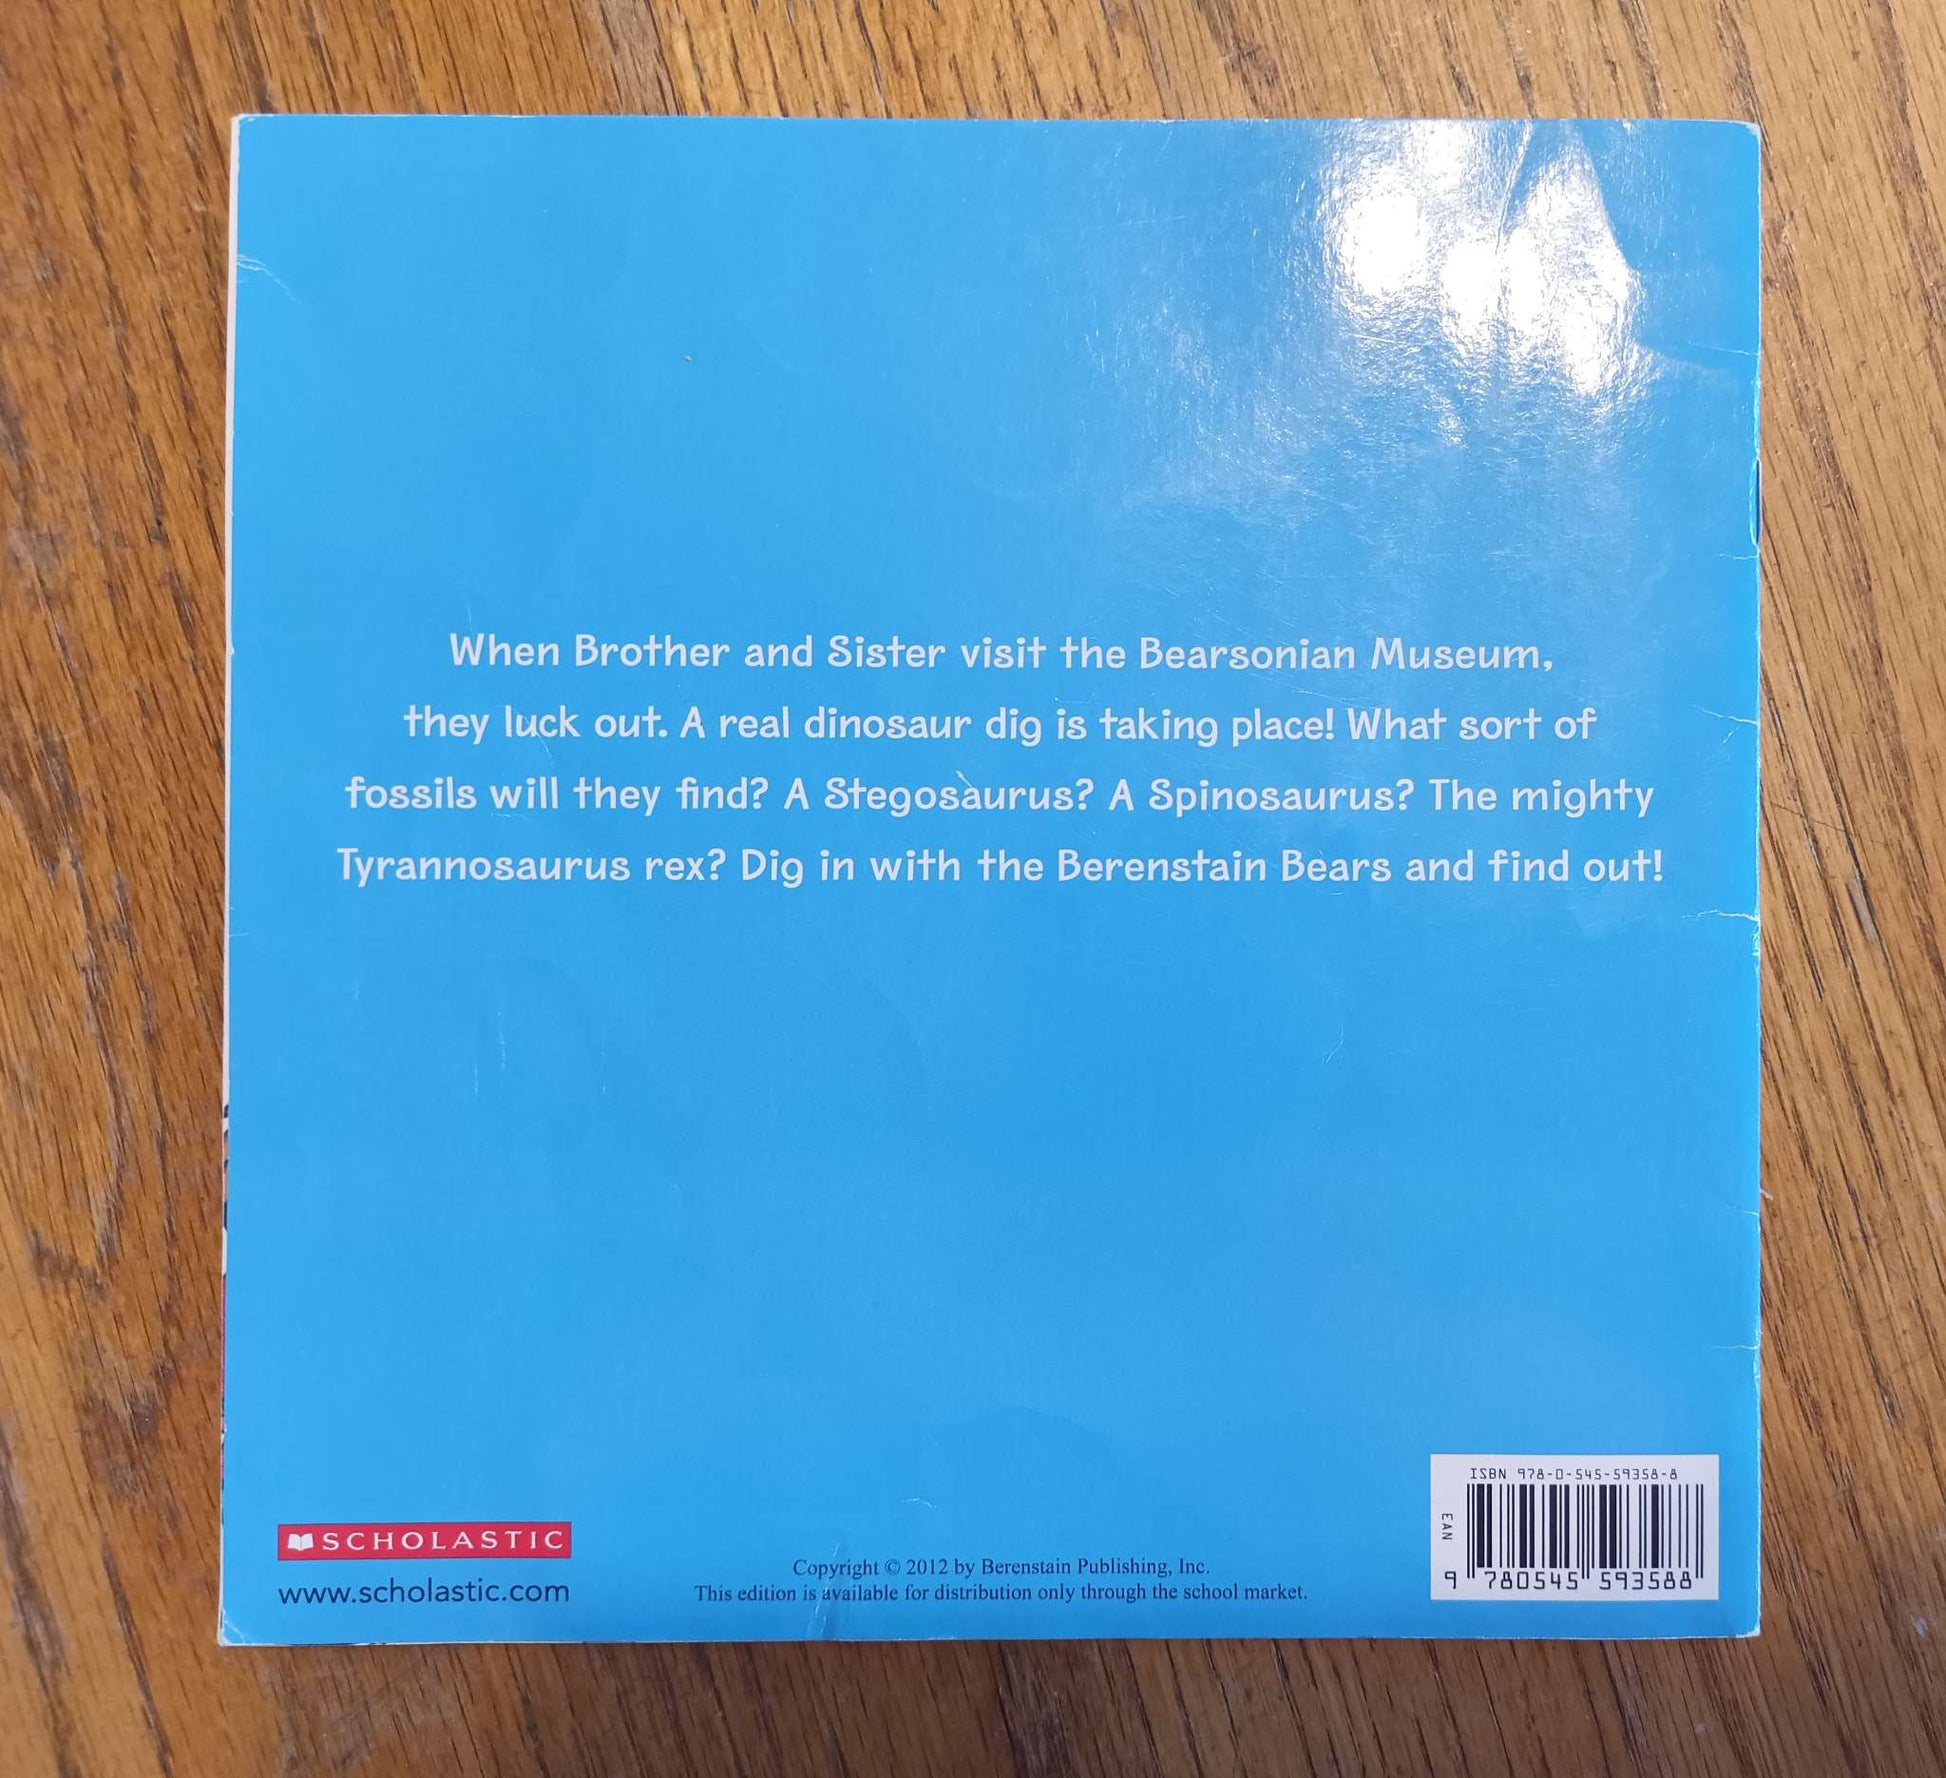 When Brother and Sister visit the Bearsonian Museum,
they luck out. A real dinosaur dig is taking place! What sort of
fossils will they find? A Stegosaurus? A Spinosaurus? The mighty
Tyrannosaurus rex? Dig in with the Berenstain Bears and find out!
SCHOLASTIC
www.scholastic.com
Copyright © 2012 by Berenstain Publishing, Inc.
This edition is available for distribution only through the school market.
ISBN 978-0-545-59358-8
EAN
9 780545 593588